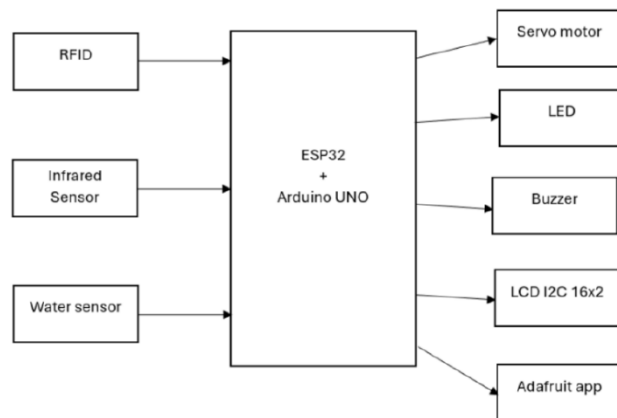 RFID
Infrared
Sensor
Water sensor
ESP32
+
Arduino UNO
Servo motor
LED
Buzzer
LCD I2C 16x2
Adafruit app